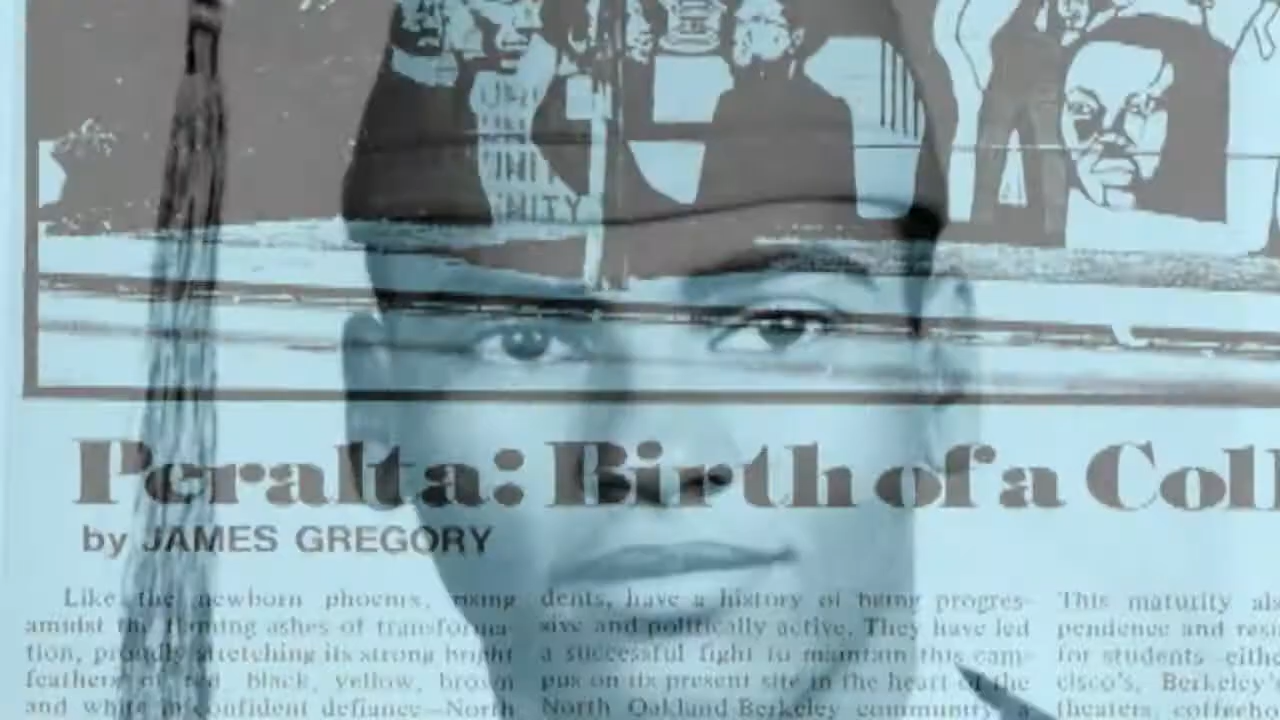 UNITY
Peralta: Birth of a Coll
by JAMES GREGORY
Like the newborn phoenix, rising
amidst the flaming ashes of transforma-
tion, proudly stretching its strong bright
feathers of red, black, yellow, brown
and white in confident defiance—North
dents, have a history of being progres-
sive and politically active. They have led
a successful fight to maintain this cam-
pus on its present site in the heart of the
North Oakland-Berkeley community, a
This maturity als
pendence and resi
for students—eithe
cisco's, Berkeley's
theaters, coffeeho